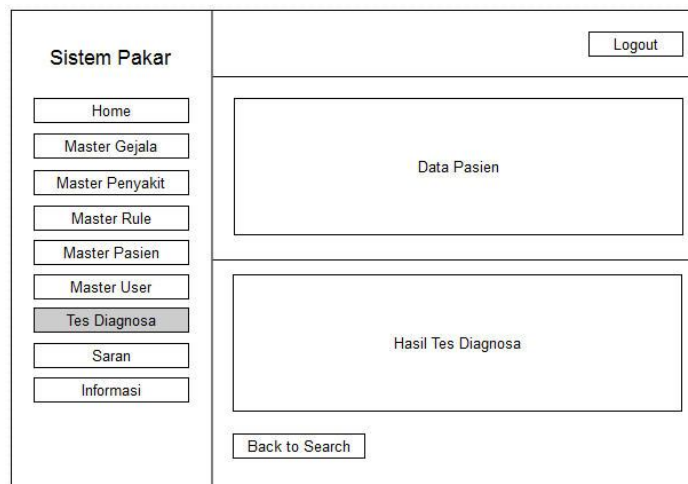 Sistem Pakar
Home
Master Gejala
Master Penyakit
Master Rule
Master Pasien
Master User
Tes Diagnosa
Saran
Informasi
Logout
Data Pasien
Hasil Tes Diagnosa
Back to Search